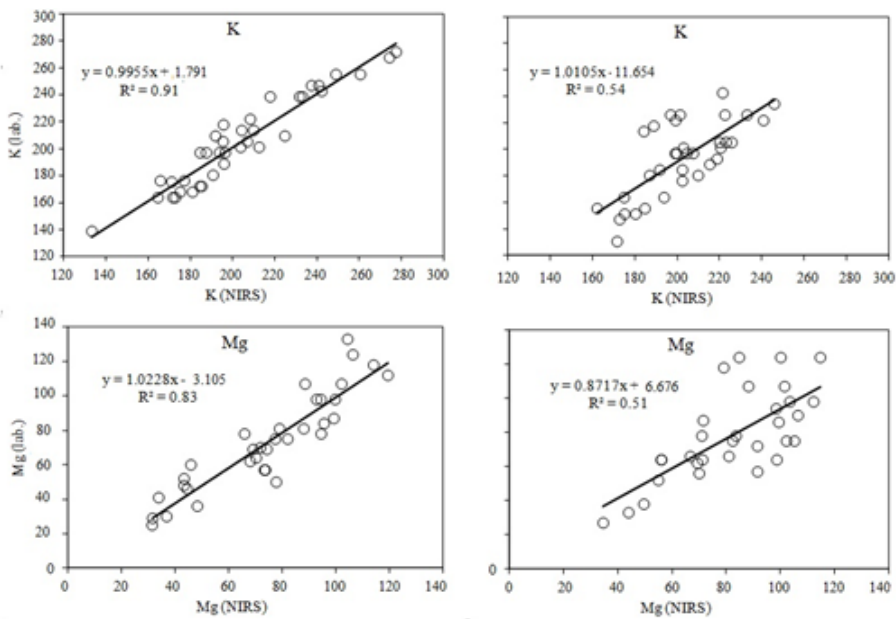 K
y = 0.9955x + 1.791
R² = 0.91
K (lab.)
300
280
260
240
220
200
180
160
140
120
120 140 160 180 200 220 240 260 280 300
K (NIRS)
K
y = 1.0105x - 11.654
R² = 0.54
120 140 160 180 200 220 240 260 280 300
K (NIRS)
Mg
y = 1.0228x - 3.105
R² = 0.83
Mg (lab.)
140
120
100
80
60
40
20
0
0 20 40 60 80 100 120 140
Mg (NIRS)
Mg
y = 0.8717x + 6.676
R² = 0.51
0
0 20 40 60 80 100 120 140
Mg (NIRS)